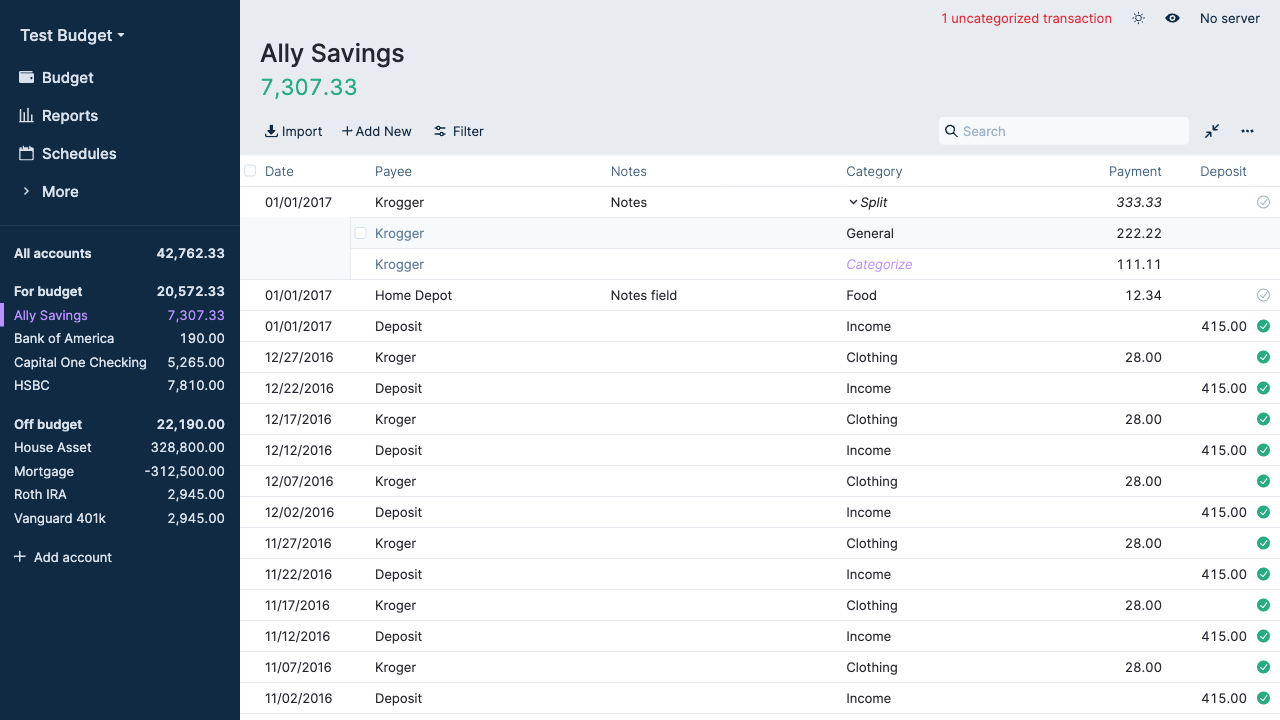 Test Budget
Budget
Reports
Schedules
More
All accounts 42,762.33
For budget 20,572.33
Ally Savings 7,307.33
Bank of America 190.00
Capital One Checking 5,265.00
HSBC 7,810.00
Off budget 22,190.00
House Asset 328,800.00
Mortgage -312,500.00
Roth IRA 2,945.00
Vanguard 401k 2,945.00
Add account
1 uncategorized transaction No server
Ally Savings
7,307.33
Import Add New Filter Search
Date Payee Notes Category Payment Deposit
01/01/2017 Krogger Notes Split 333.33
Krogger General 222.22
Krogger Categorize 111.11
01/01/2017 Home Depot Notes field Food 12.34
01/01/2017 Deposit Income 415.00
12/27/2016 Kroger Clothing 28.00
12/22/2016 Deposit Income 415.00
12/17/2016 Kroger Clothing 28.00
12/12/2016 Deposit Income 415.00
12/07/2016 Kroger Clothing 28.00
12/02/2016 Deposit Income 415.00
11/27/2016 Kroger Clothing 28.00
11/22/2016 Deposit Income 415.00
11/17/2016 Kroger Clothing 28.00
11/12/2016 Deposit Income 415.00
11/07/2016 Kroger Clothing 28.00
11/02/2016 Deposit Income 415.00